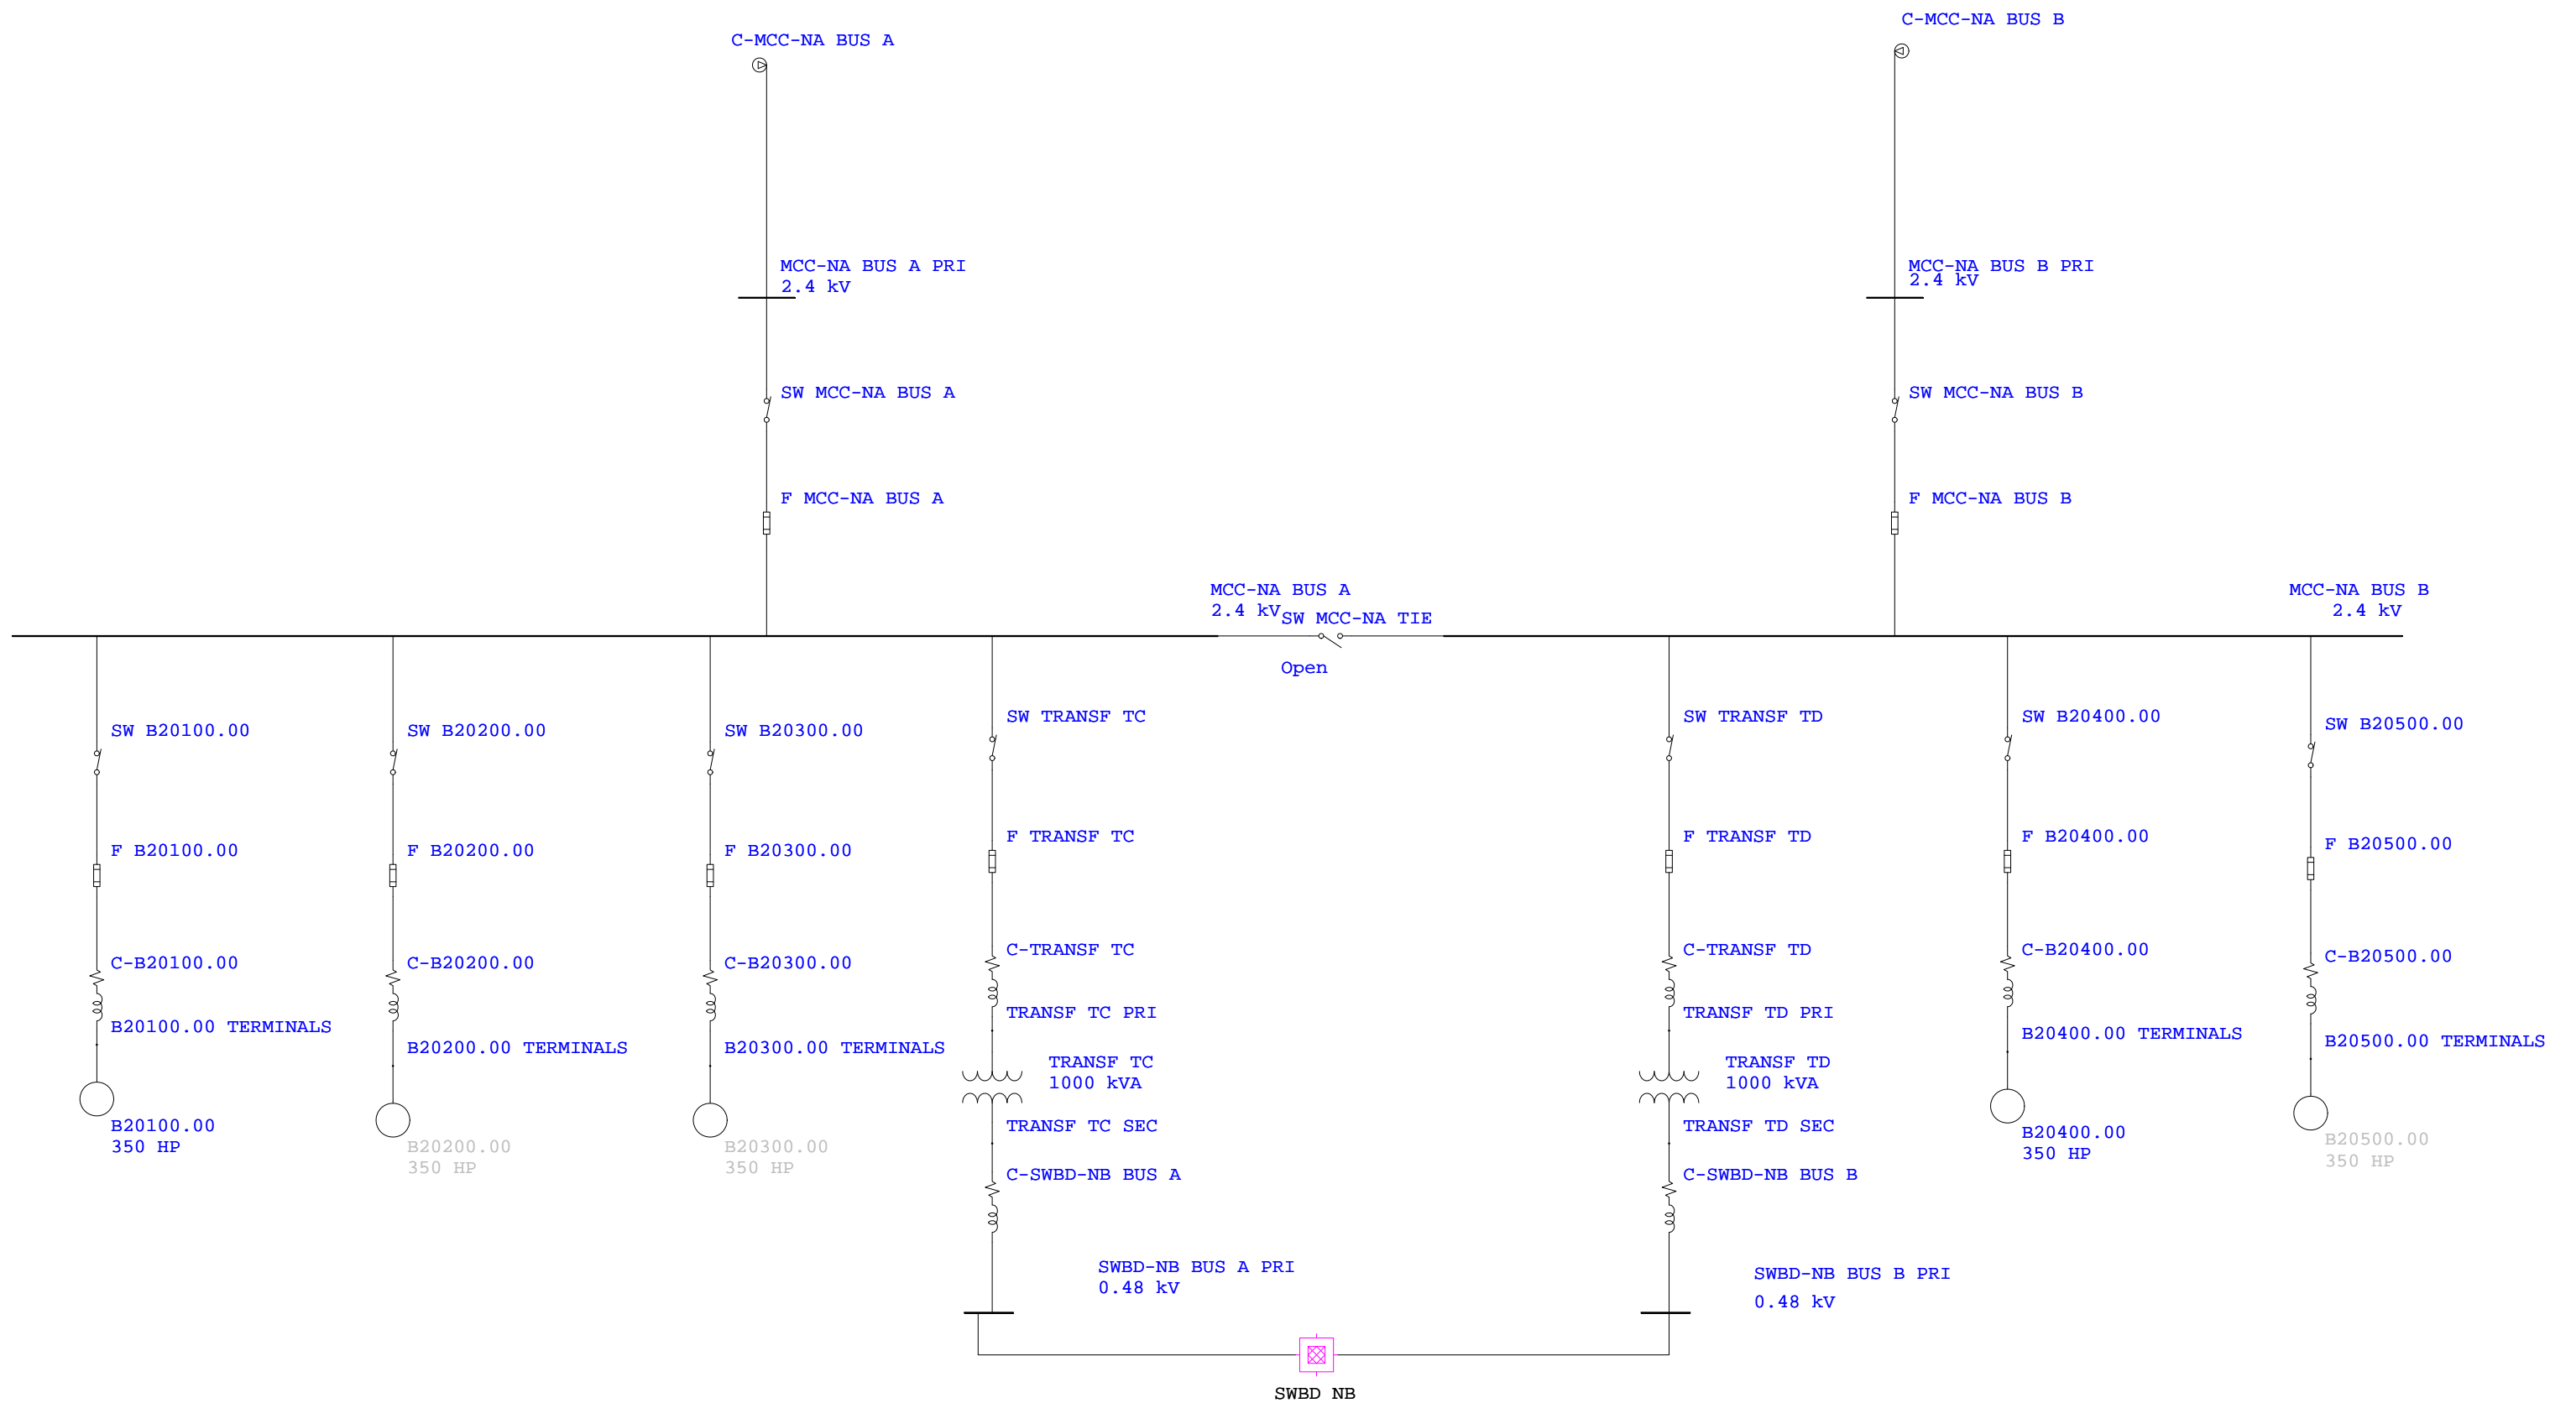 C-MCC-NA BUS B
C-MCC-NA BUS A
MCC-NA BUS A PRI
2.4 kV
MCC-NA BUS B PRI
2.4 kV
SW MCC-NA BUS A
SW MCC-NA BUS B
F MCC-NA BUS A
F MCC-NA BUS B
MCC-NA BUS A
2.4 kV
SW MCC-NA TIE
Open
MCC-NA BUS B
2.4 kV
SW B20100.00
SW B20200.00
SW B20300.00
SW TRANSF TC
SW TRANSF TD
SW B20400.00
SW B20500.00
F B20100.00
F B20200.00
F B20300.00
F TRANSF TC
F TRANSF TD
F B20400.00
F B20500.00
C-B20100.00
C-B20200.00
C-B20300.00
C-TRANSF TC
C-TRANSF TD
C-B20400.00
C-B20500.00
B20100.00 TERMINALS
B20200.00 TERMINALS
B20300.00 TERMINALS
TRANSF TC PRI
TRANSF TD PRI
B20400.00 TERMINALS
B20500.00 TERMINALS
TRANSF TC
1000 kVA
TRANSF TD
1000 kVA
B20100.00
350 HP
B20200.00
350 HP
B20300.00
350 HP
TRANSF TC SEC
TRANSF TD SEC
B20400.00
350 HP
B20500.00
350 HP
C-SWBD-NB BUS A
C-SWBD-NB BUS B
SWBD-NB BUS A PRI
0.48 kV
SWBD-NB BUS B PRI
0.48 kV
SWBD NB